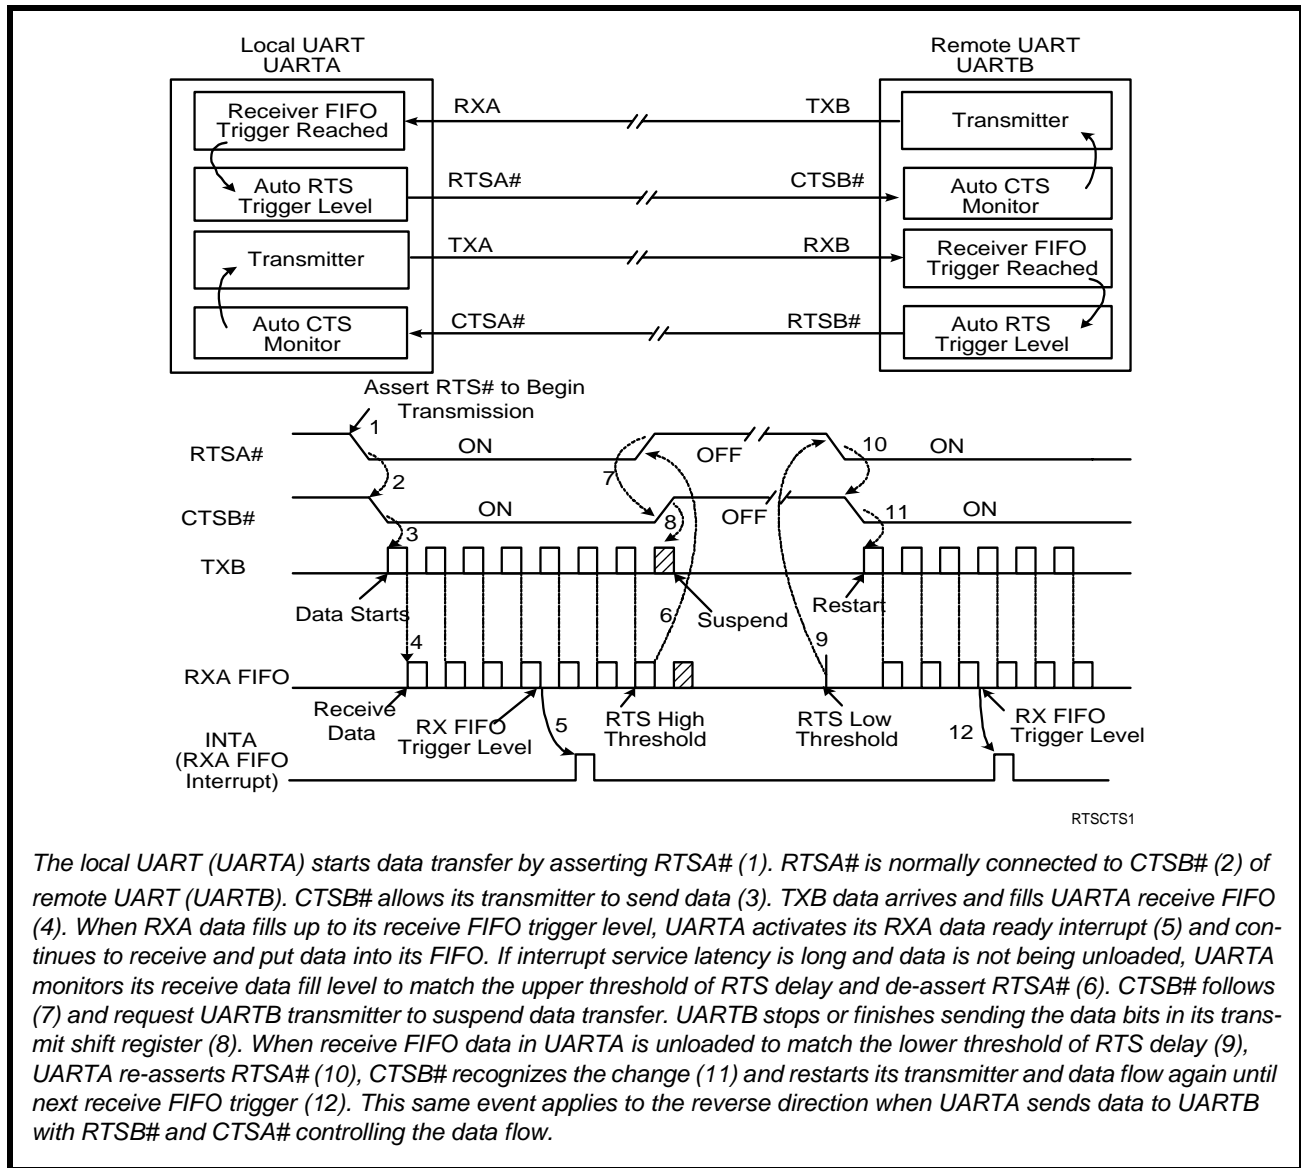 Local UART
UARTA
Remote UART
UARTB
Receiver FIFO
Trigger Reached
RXA
TXB
Transmitter
Auto RTS
Trigger Level
RTSA#
CTSB#
Auto CTS
Monitor
Transmitter
TXA
RXB
Receiver FIFO
Trigger Reached
Auto CTS
Monitor
CTSA#
RTSB#
Auto RTS
Trigger Level
Assert RTS# to Begin
Transmission
RTSA#
1
ON
7
OFF
10
ON
CTSB#
2
ON
8
OFF
11
ON
TXB
3
Data Starts
6
Suspend
Restart
4
9
RXA FIFO
Receive
Data
RX FIFO
Trigger Level
5
RTS High
Threshold
RTS Low
Threshold
12
RX FIFO
Trigger Level
INTA
(RXA FIFO
Interrupt)
RTSCTS1
The local UART (UARTA) starts data transfer by asserting RTSA# (1). RTSA# is normally connected to CTSB# (2) of
remote UART (UARTB). CTSB# allows its transmitter to send data (3). TXB data arrives and fills UARTA receive FIFO
(4). When RXA data fills up to its receive FIFO trigger level, UARTA activates its RXA data ready interrupt (5) and con-
tinues to receive and put data into its FIFO. If interrupt service latency is long and data is not being unloaded, UARTA
monitors its receive data fill level to match the upper threshold of RTS delay and de-assert RTSA# (6). CTSB# follows
(7) and request UARTB transmitter to suspend data transfer. UARTB stops or finishes sending the data bits in its trans-
mit shift register (8). When receive FIFO data in UARTA is unloaded to match the lower threshold of RTS delay (9),
UARTA re-asserts RTSA# (10), CTSB# recognizes the change (11) and restarts its transmitter and data flow again until
next receive FIFO trigger (12). This same event applies to the reverse direction when UARTA sends data to UARTB
with RTSB# and CTSA# controlling the data flow.